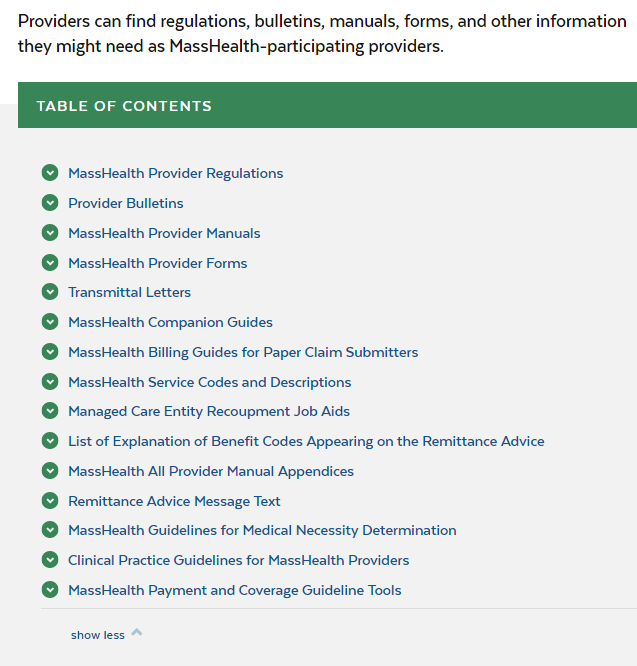 Providers can find regulations, bulletins, manuals, forms, and other information
they might need as MassHealth-participating providers.
TABLE OF CONTENTS
MassHealth Provider Regulations
Provider Bulletins
MassHealth Provider Manuals
MassHealth Provider Forms
Transmittal Letters
MassHealth Companion Guides
MassHealth Billing Guides for Paper Claim Submitters
MassHealth Service Codes and Descriptions
Managed Care Entity Recoupment Job Aids
List of Explanation of Benefit Codes Appearing on the Remittance Advice
MassHealth All Provider Manual Appendices
Remittance Advice Message Text
MassHealth Guidelines for Medical Necessity Determination
Clinical Practice Guidelines for MassHealth Providers
MassHealth Payment and Coverage Guideline Tools
show less